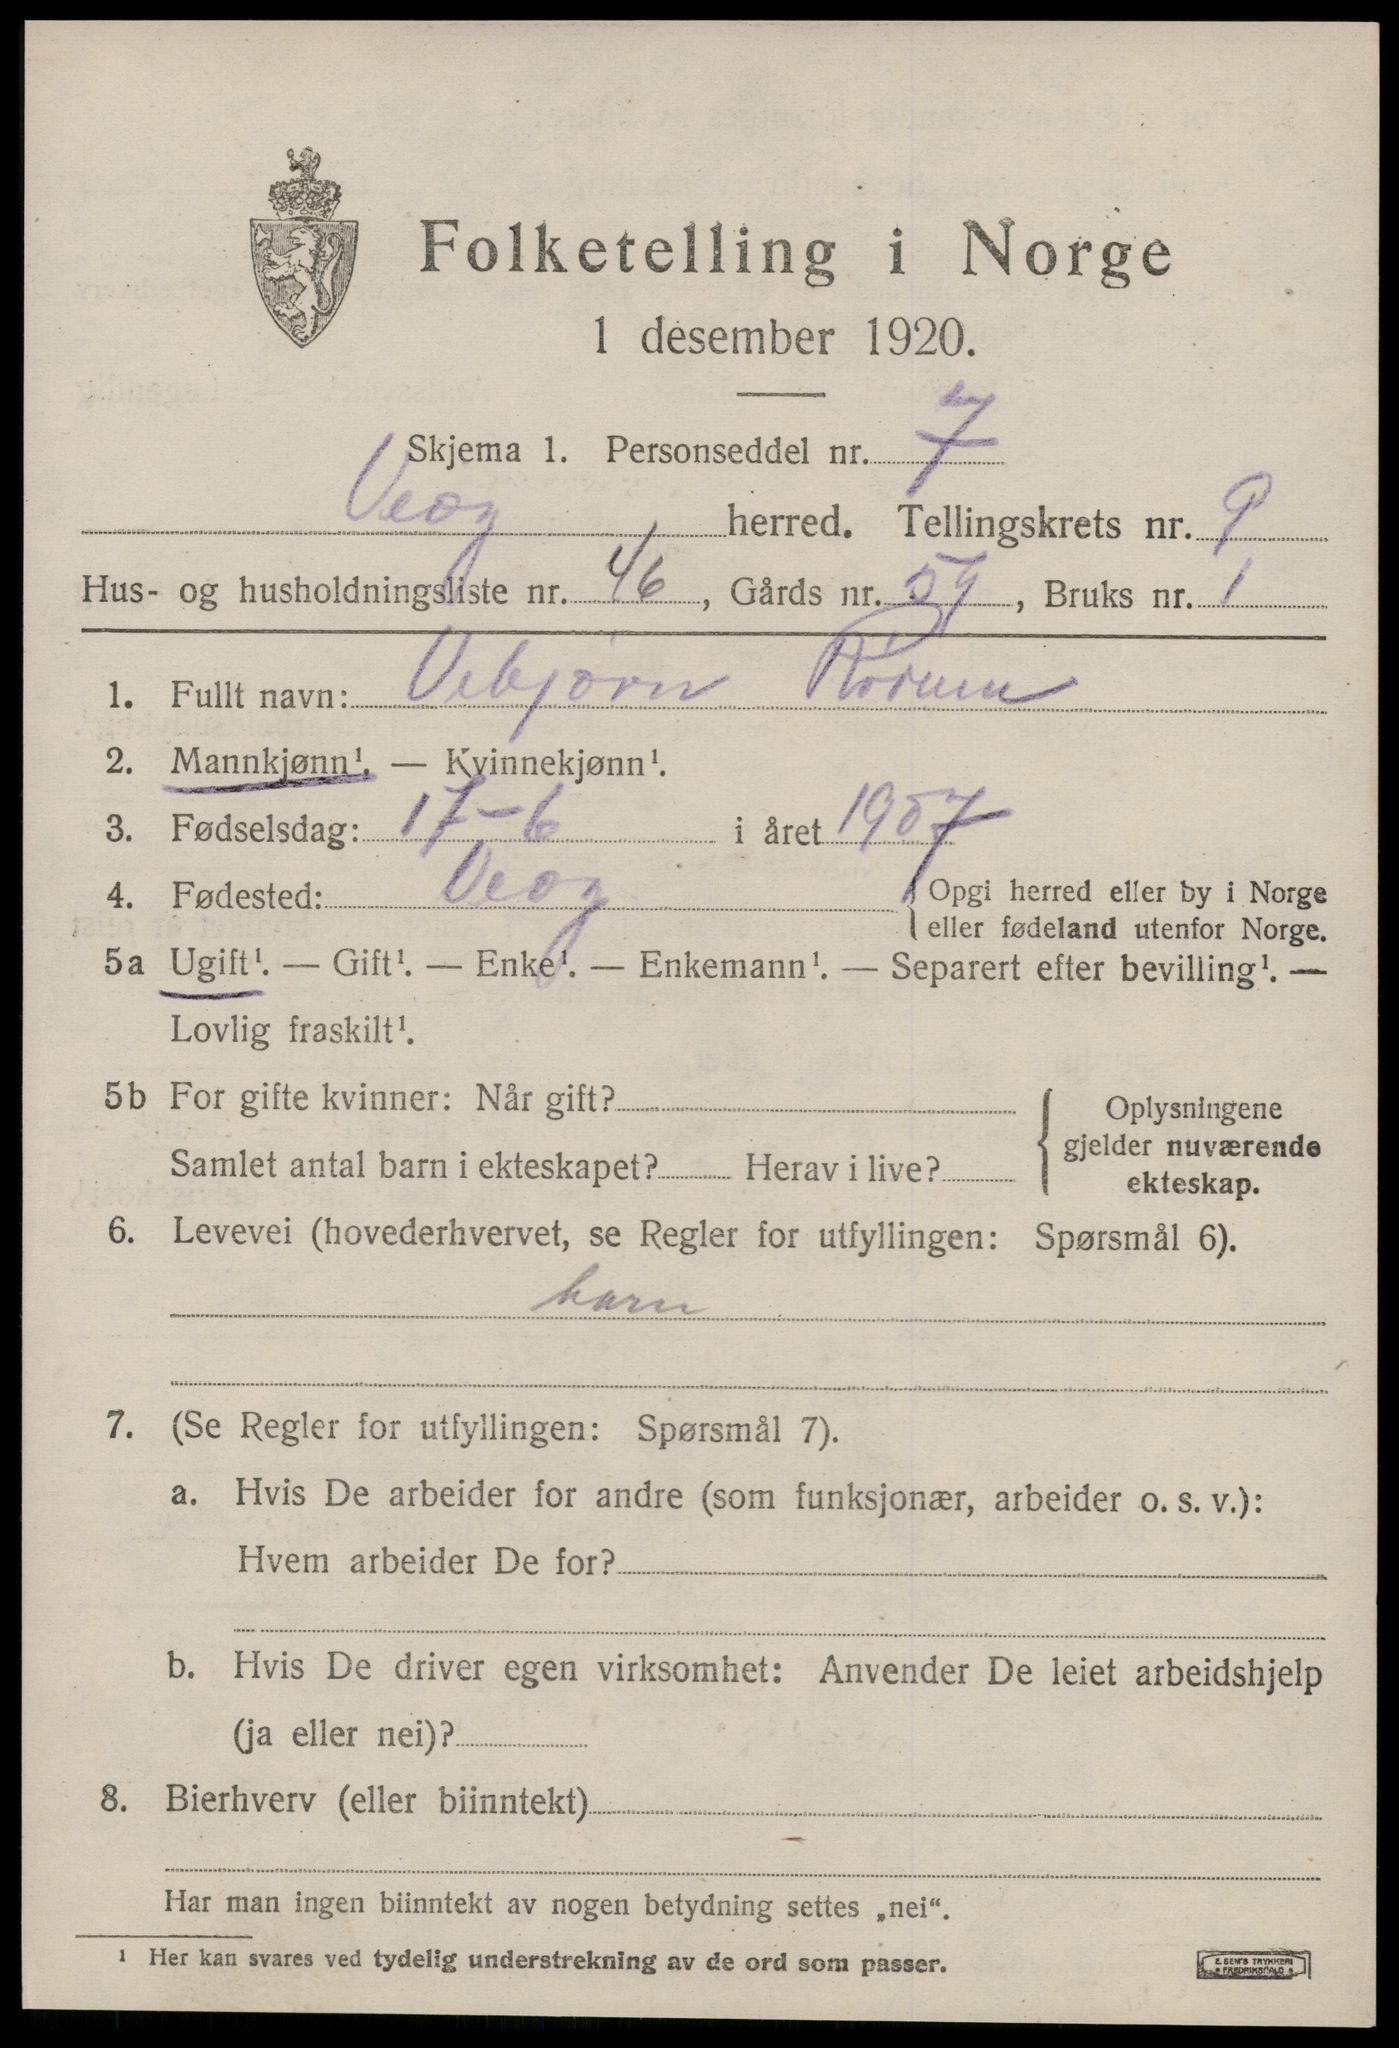 Folketelling i Norge
1 desember 1920.
Skjema 1. Personseddel nr. 7
Veøy herred. Tellingskrets nr. 9
Hus- og husholdningsliste nr. 46, Gårds nr. 59, Bruks nr. 1
1. Fullt navn: Vebjørn Rørum
2. Mannkjønn¹. — Kvinnekjønn¹.
3. Fødselsdag: 17-6 i året 1907
4. Fødested: Veøy { Opgi herred eller by i Norge
eller fødeland utenfor Norge.
5a Ugift¹. — Gift¹. — Enke¹. — Enkemann¹. — Separert efter bevilling¹. —
Lovlig fraskilt¹.
5b For gifte kvinner: Når gift? { Oplysningene
gjelder nuværende
Samlet antal barn i ekteskapet? Herav i live? ekteskap.
6. Levevei (hovederhvervet, se Regler for utfyllingen: Spørsmål 6).
barn
7. (Se Regler for utfyllingen: Spørsmål 7).
a. Hvis De arbeider for andre (som funksjonær, arbeider o. s. v.):
Hvem arbeider De for?
b. Hvis De driver egen virksomhet: Anvender De leiet arbeidshjelp
(ja eller nei)?
8. Bierhverv (eller biinntekt)
Har man ingen biinntekt av nogen betydning settes „nei“.
¹ Her kan svares ved tydelig understrekning av de ord som passer.
E. SEM'S TRYKKERI
FREDRIKSHALD